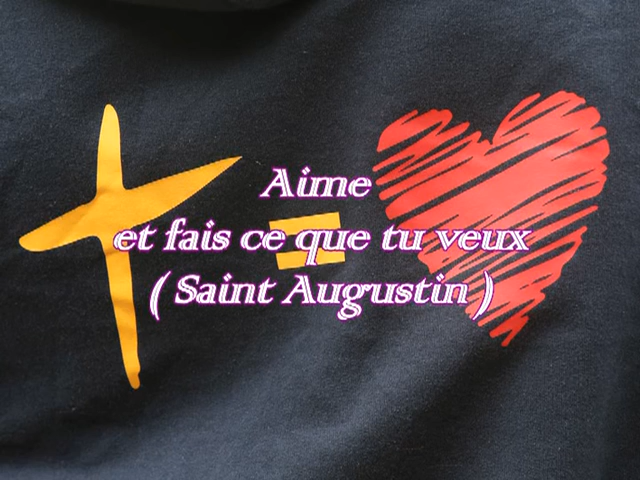 Aime
et fais ce que tu veux
( Saint Augustin )